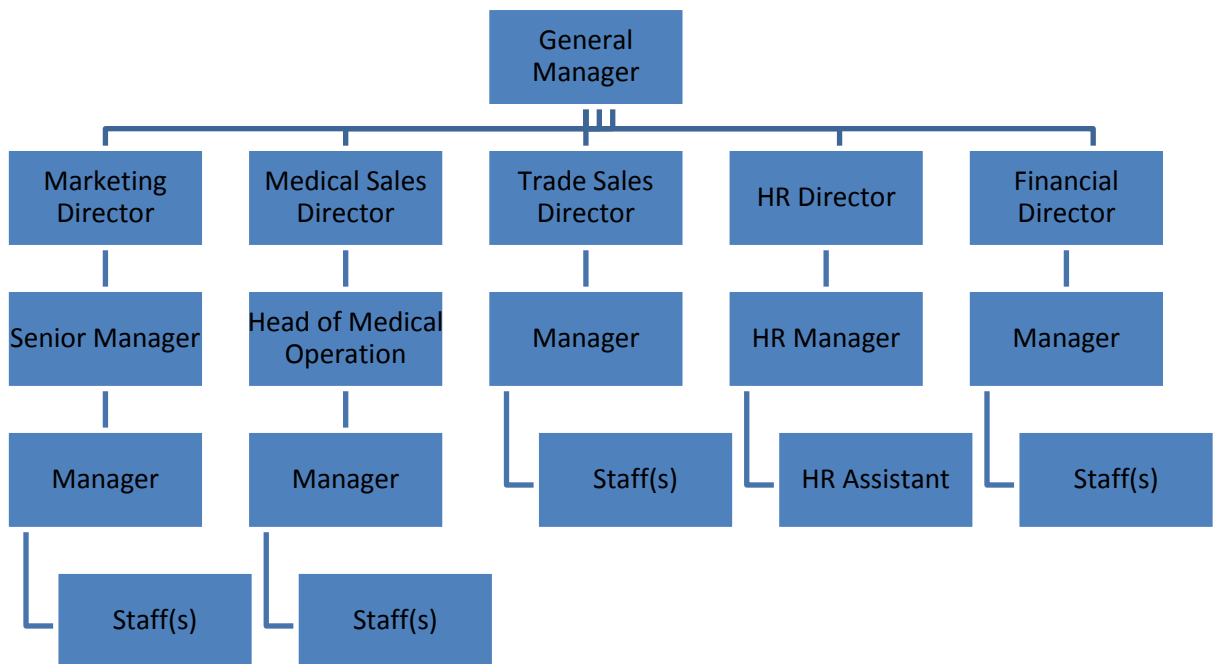 General
Manager
Marketing
Director
Medical Sales
Director
Trade Sales
Director
HR Director
Financial
Director
Senior Manager
Head of Medical
Operation
Manager
HR Manager
Manager
Manager
Manager
Staff(s)
HR Assistant
Staff(s)
Staff(s)
Staff(s)